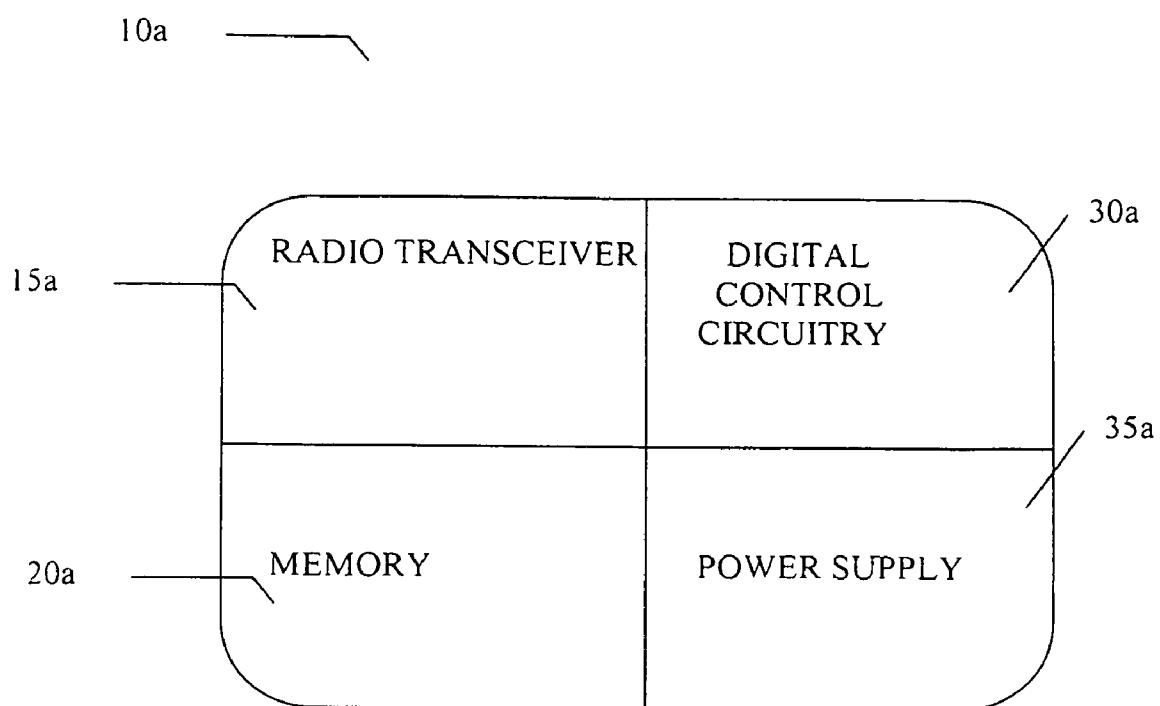 10a
RADIO TRANSCEIVER
DIGITAL
CONTROL
CIRCUITRY
30a
15a
35a
MEMORY
20a
POWER SUPPLY